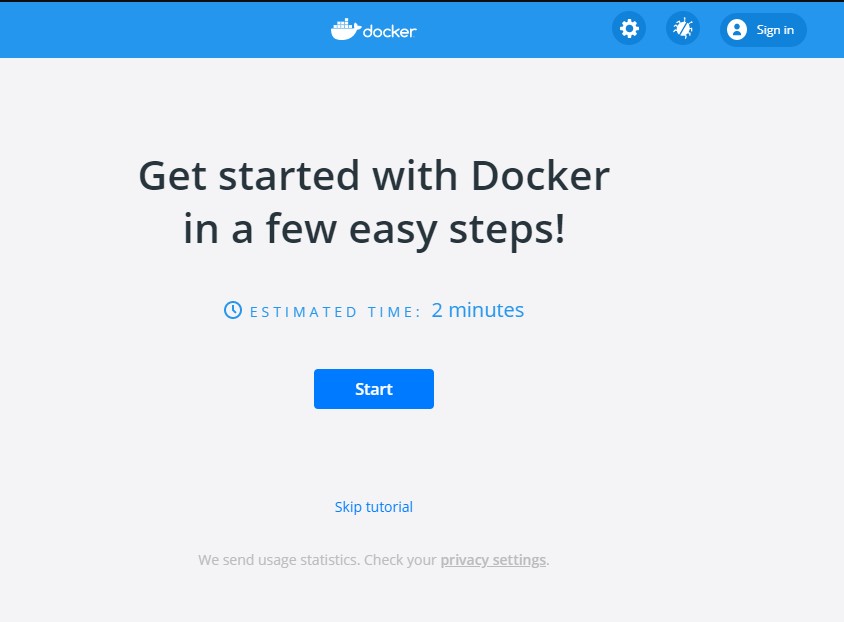 docker
Sign in
Get started with Docker
in a few easy steps!
ESTIMATED TIME: 2 minutes
Start
Skip tutorial
We send usage statistics. Check your privacy settings.